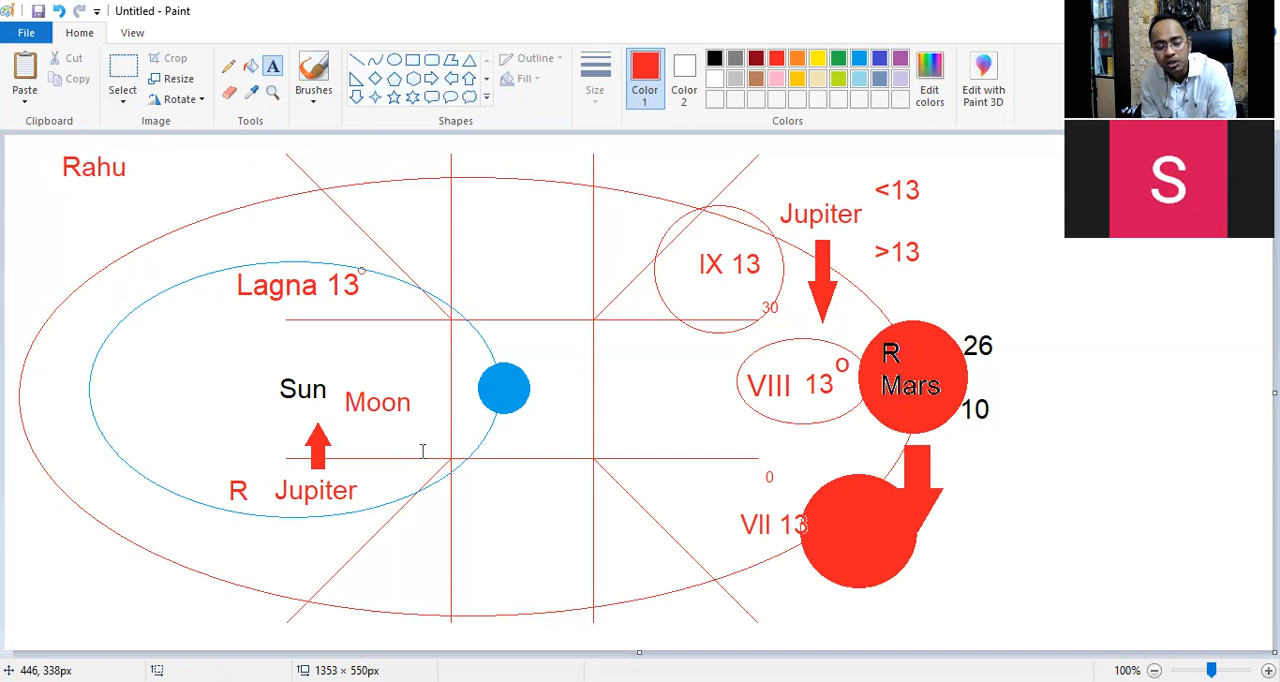 Untitled - Paint
File
Home
View
Paste
Cut
Copy
Clipboard
Select
Crop
Resize
Rotate
Image
A
Tools
Brushes
Shapes
Outline
Fill
Size
Color 1
Color 2
Edit colors
Colors
Edit with Paint 3D
S
Rahu
<13
Jupiter
>13
IX 13
Lagna 13°
30
R
Mars
26
VIII 13°
10
Sun
Moon
0
R Jupiter
VII 13
446, 338px
1353 × 550px
100%